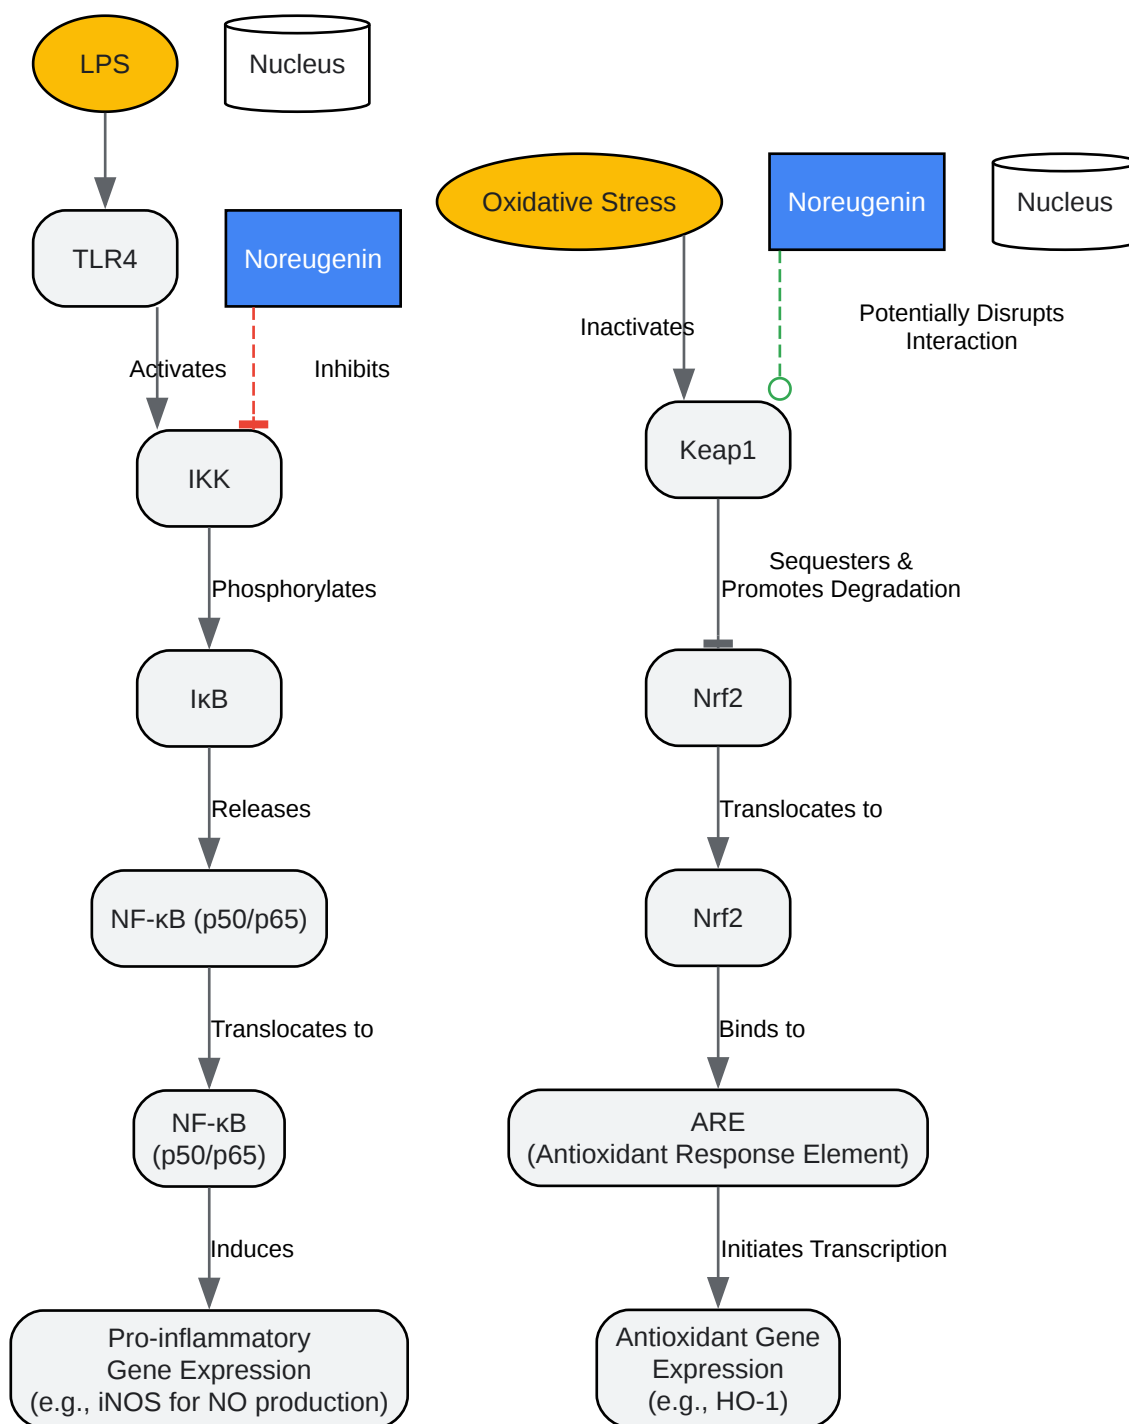 LPS
Nucleus
TLR4
Noreugenin
Activates
Inhibits
IKK
Phosphorylates
IκB
Releases
NF-κB (p50/p65)
Translocates to
NF-κB
(p50/p65)
Induces
Pro-inflammatory
Gene Expression
(e.g., iNOS for NO production)
Oxidative Stress
Noreugenin
Nucleus
Inactivates
Potentially Disrupts
Interaction
Keap1
Sequesters &
Promotes Degradation
Nrf2
Translocates to
Nrf2
Binds to
ARE
(Antioxidant Response Element)
Initiates Transcription
Antioxidant Gene
Expression
(e.g., HO-1)